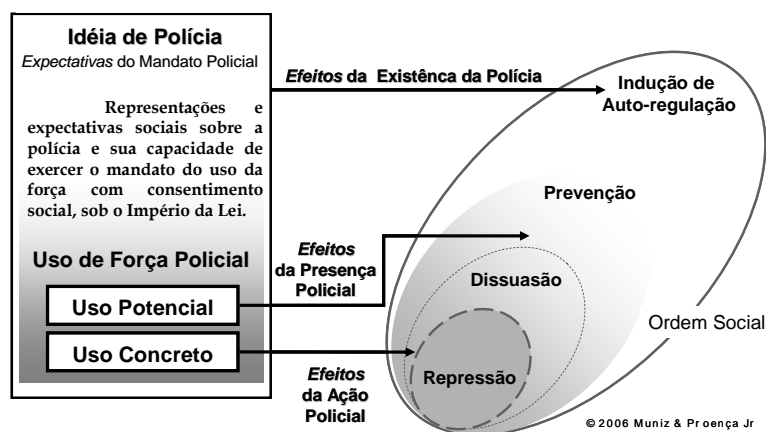 Idéia de Polícia
Expectativas do Mandato Policial
Representações e
expectativas sociais sobre a
polícia e sua capacidade de
exercer o mandato do uso da
força com consentimento
social, sob o Império da Lei.
Uso de Força Policial
Uso Potencial
Uso Concreto
Efeitos da Existênca da Polícia
Efeitos
da Presença
Policial
Efeitos
da Ação
Policial
Indução de
Auto-regulação
Prevenção
Dissuasão
Repressão
Ordem Social
© 2006 Muniz & Proença Jr